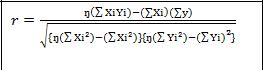 r = ŋ(∑XiYi)−(∑Xi)(∑y) / √{ŋ(∑Xi²)−(∑Xi²)}{ŋ(∑Yi²)−(∑Yi)²}